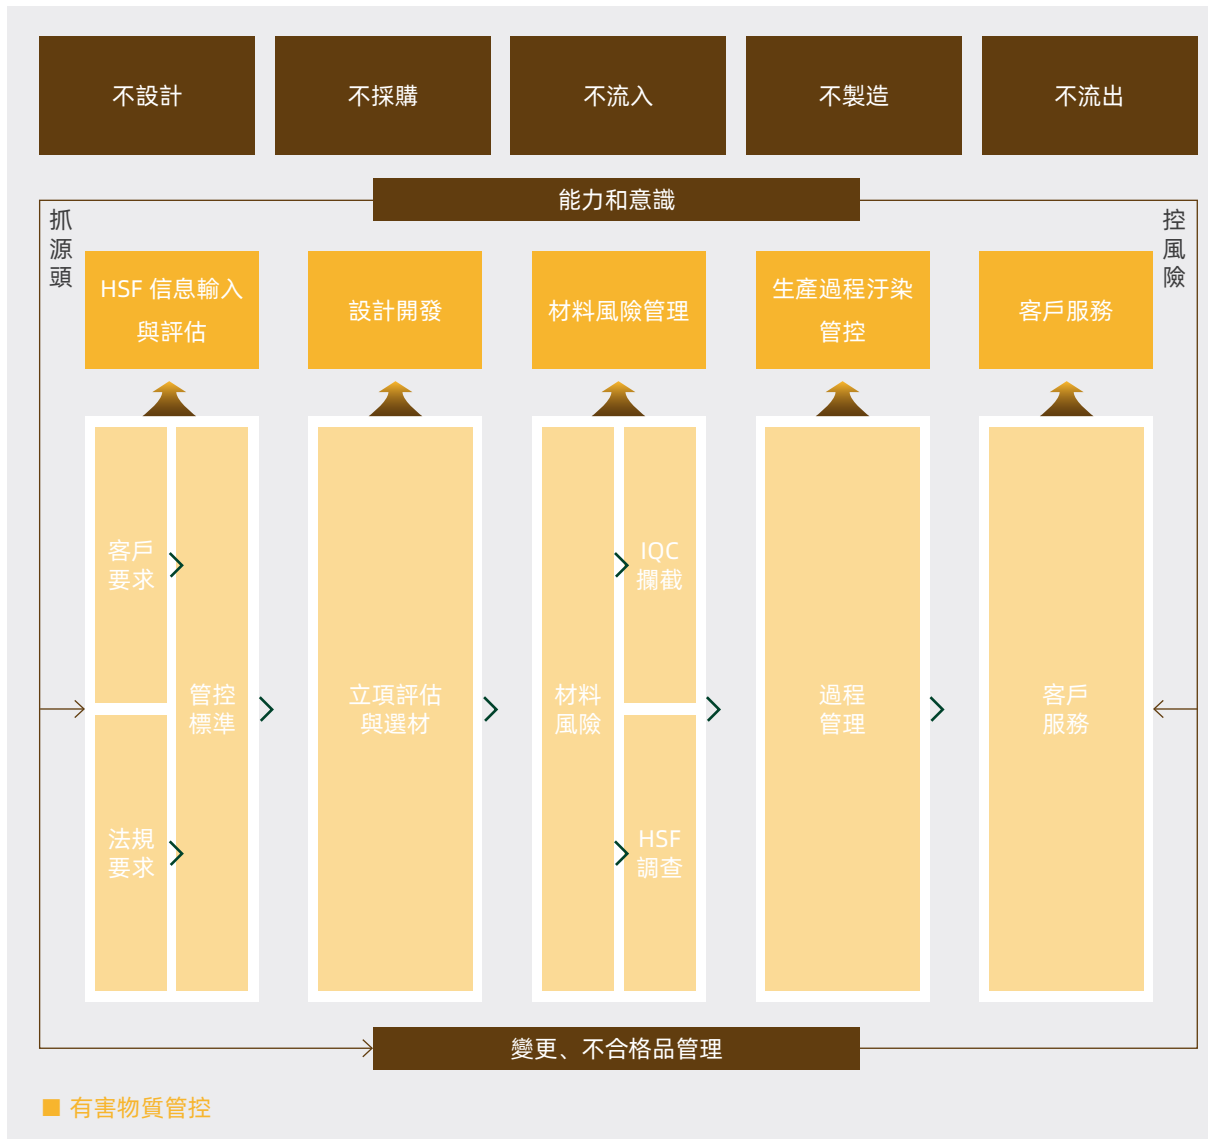 不設計
不採購
不流入
不製造
不流出
能力和意識
抓源頭
控風險
HSF 信息輸入
與評估
設計開發
材料風險管理
生產過程汙染
管控
客戶服務
客戶
要求
法規
要求
管控
標準
立項評估
與選材
材料
風險
IQC
攔截
HSF
調查
過程
管理
客戶
服務
變更、不合格品管理
有害物質管控